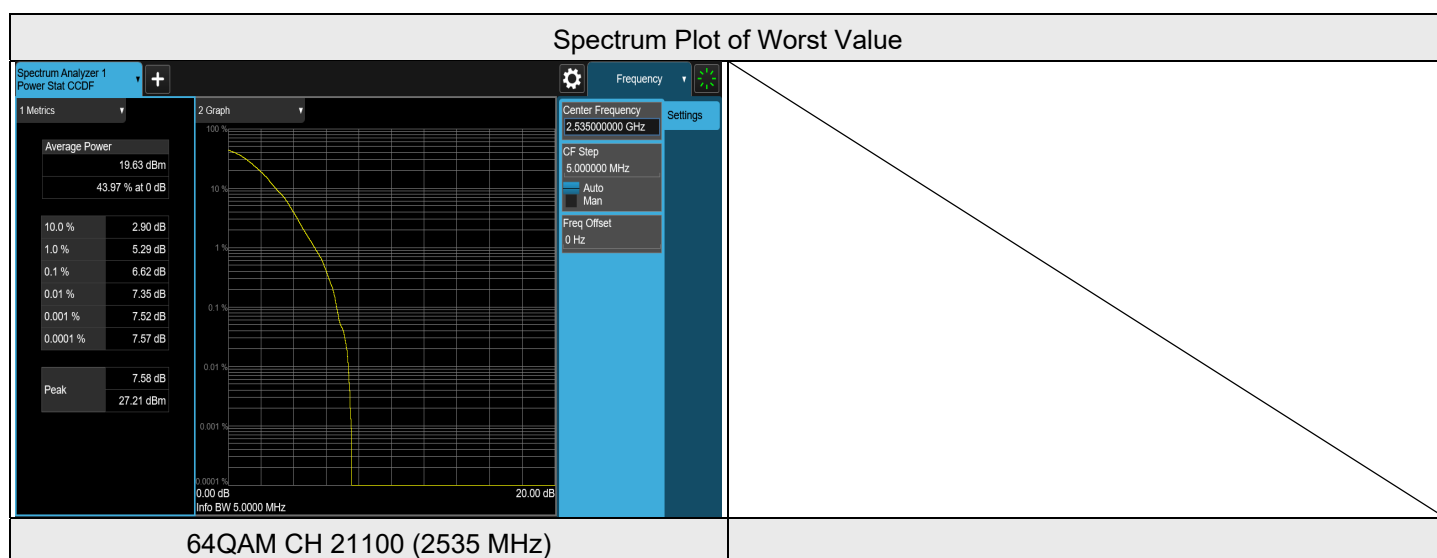 Spectrum Plot of Worst Value
Spectrum Analyzer 1
Power Stat CCDF
+
Frequency
1 Metrics
2 Graph
Center Frequency
2.535000000 GHz
Settings
CF Step
5.000000 MHz
Auto
Man
Freq Offset
0 Hz
Average Power
19.63 dBm
43.97 % at 0 dB
10.0 % 2.90 dB
1.0 % 5.29 dB
0.1 % 6.62 dB
0.01 % 7.35 dB
0.001 % 7.52 dB
0.0001 % 7.57 dB
Peak
7.58 dB
27.21 dBm
100 %
10 %
1 %
0.1 %
0.01 %
0.001 %
0.0001 %
0.00 dB 20.00 dB
Info BW 5.0000 MHz
64QAM CH 21100 (2535 MHz)